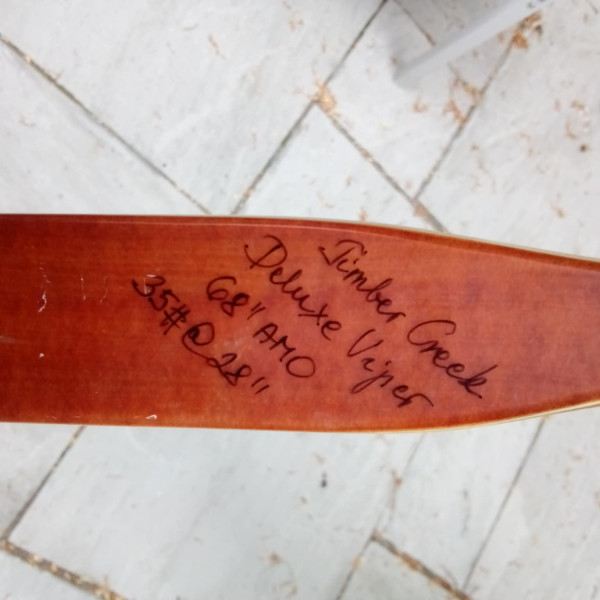 Timber Creek
Deluxe Viper
68" AMO
35#@28"